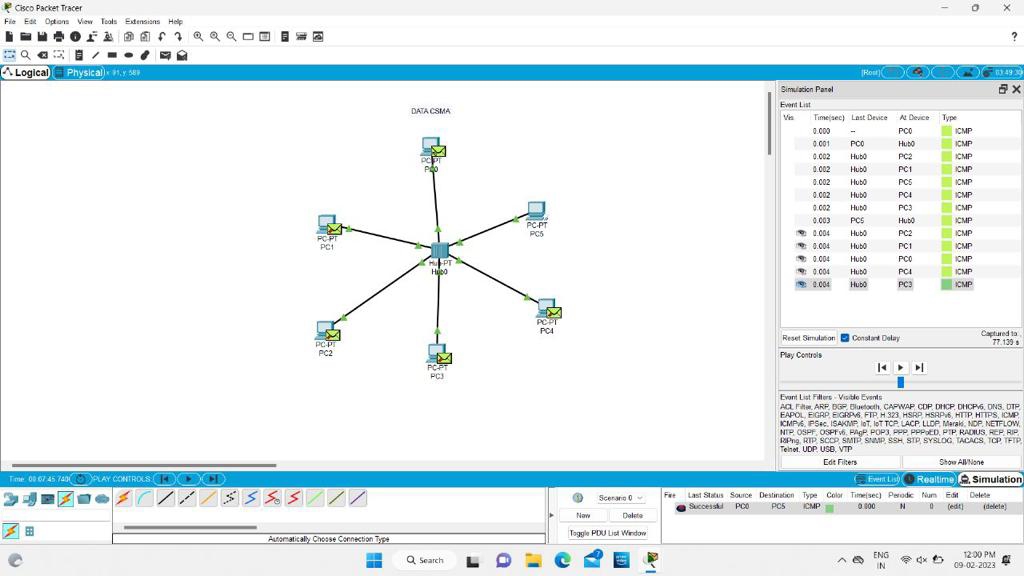 Cisco Packet Tracer
File Edit Options View Tools Extensions Help
Logical Physical x: 91, y: 589 [Root] 03:49:30
DATA CSMA
PC-PT
PC0
PC-PT
PC5
PC-PT
PC1
Hub-PT
Hub0
PC-PT
PC4
PC-PT
PC2
PC-PT
PC3
Simulation Panel
Event List
Vis Time(sec) Last Device At Device Type
0.000 -- PC0 ICMP
0.001 PC0 Hub0 ICMP
0.002 Hub0 PC2 ICMP
0.002 Hub0 PC1 ICMP
0.002 Hub0 PC5 ICMP
0.002 Hub0 PC4 ICMP
0.002 Hub0 PC3 ICMP
0.003 PC5 Hub0 ICMP
0.004 Hub0 PC2 ICMP
0.004 Hub0 PC1 ICMP
0.004 Hub0 PC0 ICMP
0.004 Hub0 PC4 ICMP
0.004 Hub0 PC3 ICMP
Reset Simulation Constant Delay Captured to:
77.139 s
Play Controls
Event List Filters - Visible Events
ACL Filter, ARP, BGP, Bluetooth, CAPWAP, CDP, DHCP, DHCPv6, DNS, DTP,
EAPOL, EIGRP, EIGRPv6, FTP, H.323, HSRP, HSRPv6, HTTP, HTTPS, ICMP,
ICMPv6, IPSec, ISAKMP, IoT, IoT TCP, LACP, LLDP, Meraki, NDP, NETFLOW,
NTP, OSPF, OSPFv6, PAgP, POP3, PPP, PPPoED, PTP, RADIUS, REP, RIP,
RIPng, RTP, SCCP, SMTP, SNMP, SSH, STP, SYSLOG, TACACS, TCP, TFTP,
Telnet, UDP, USB, VTP
Edit Filters Show All/None
Time: 00:07:45.740 PLAY CONTROLS: Event List Realtime Simulation
Automatically Choose Connection Type
Scenario 0
New Delete
Toggle PDU List Window
Fire Last Status Source Destination Type Color Time(sec) Periodic Num Edit Delete
Successful PC0 PC5 ICMP 0.000 N 0 (edit) (delete)
Search
ENG
IN
12:00 PM
09-02-2023